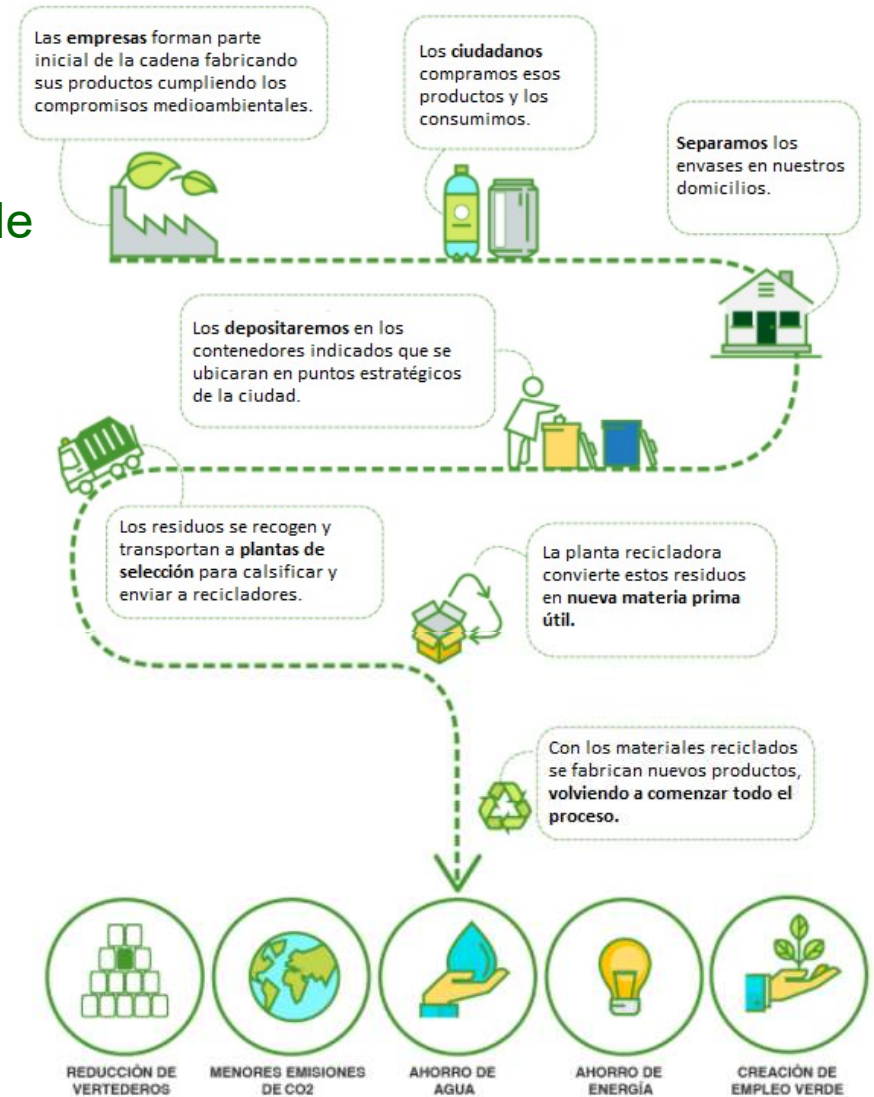 Las empresas forman parte
inicial de la cadena fabricando
sus productos cumpliendo los
compromisos medioambientales.
Los ciudadanos
compramos esos
productos y los
consumimos.
Separamos los
envases en nuestros
domicilios.
le
Los depositaremos en los
contenedores indicados que se
ubicaran en puntos estratégicos
de la ciudad.
Los residuos se recogen y
transportan a plantas de
selección para calsificar y
enviar a recicladores.
La planta recicladora
convierte estos residuos
en nueva materia prima
útil.
Con los materiales reciclados
se fabrican nuevos productos,
volviendo a comenzar todo el
proceso.
REDUCCIÓN DE
VERTEDEROS
MENORES EMISIONES
DE CO2
AHORRO DE
AGUA
AHORRO DE
ENERGÍA
CREACIÓN DE
EMPLEO VERDE